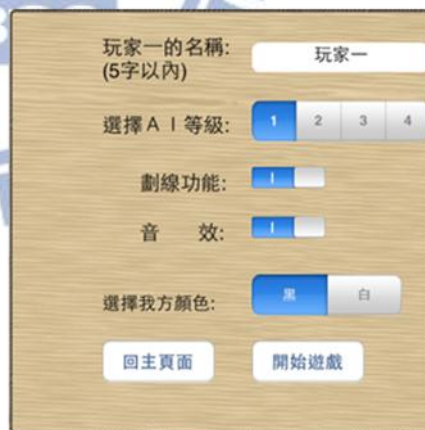 玩家一的名稱: 玩家一
(5字以內)
選擇ＡＩ等級: 1 2 3 4
劃線功能:
音　效:
選擇我方顏色: 黑 白
回主頁面 開始遊戲